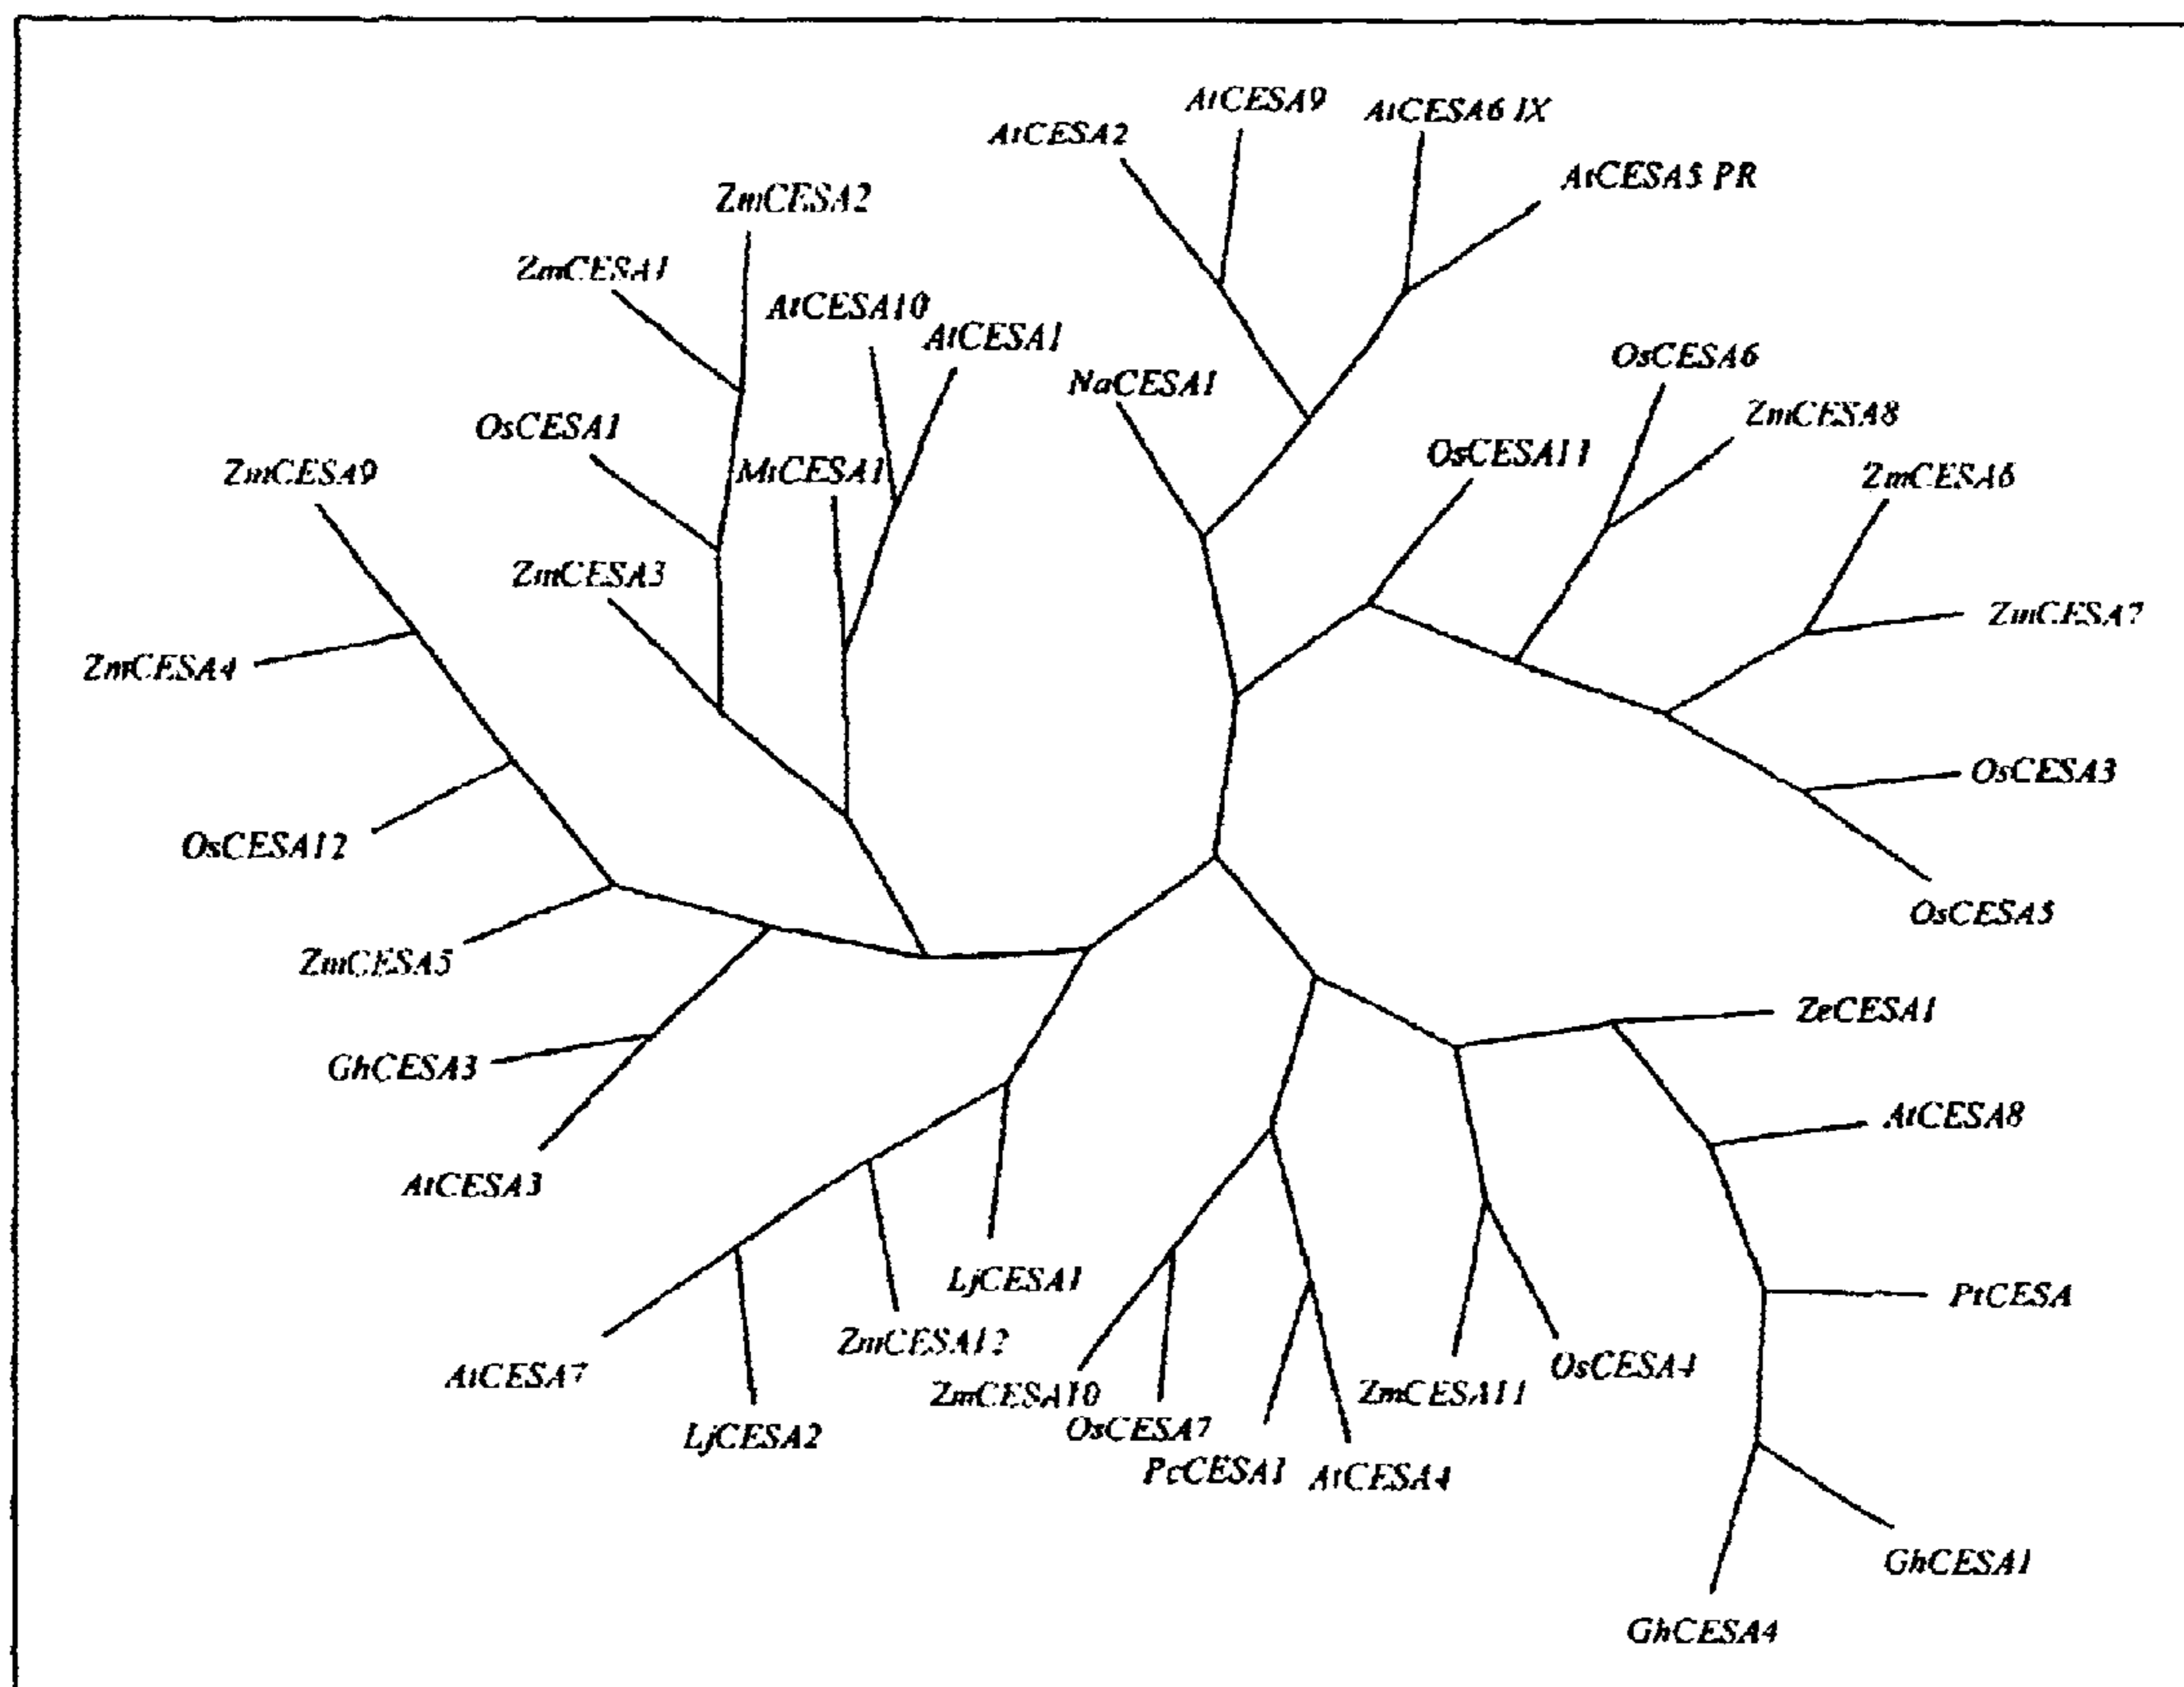 AtCESA9
AtCESA6 IX
AtCESA2
AtCESA5 PR
ZmCESA2
ZmCESA1
AtCESA10
AtCESA1
OsCESA6
NaCESA1
ZmCESA8
OsCESA1
OsCESA11
MtCESA1
ZmCESA9
ZmCESA6
ZmCESA3
ZmCESA7
ZmCESA4
OsCESA3
OsCESA12
OsCESA5
ZmCESA5
ZeCESA1
GhCESA3
AtCESA8
AtCESA3
LjCESA1
PtCESA
ZmCESA12
OsCESA4
AtCESA7
ZmCESA10
ZmCESA11
OsCESA7
LjCESA2
PcCESA1
AtCESA4
GhCESA1
GhCESA4